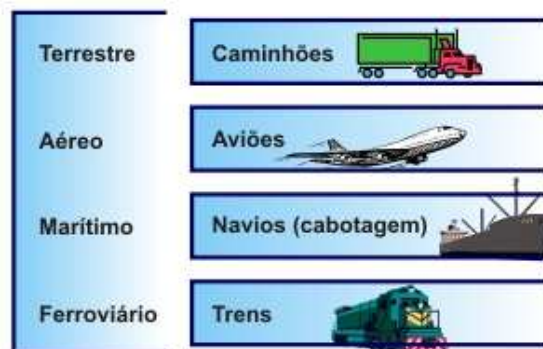 Terrestre Caminhões
Aéreo Aviões
Marítimo Navios (cabotagem)
Ferroviário Trens